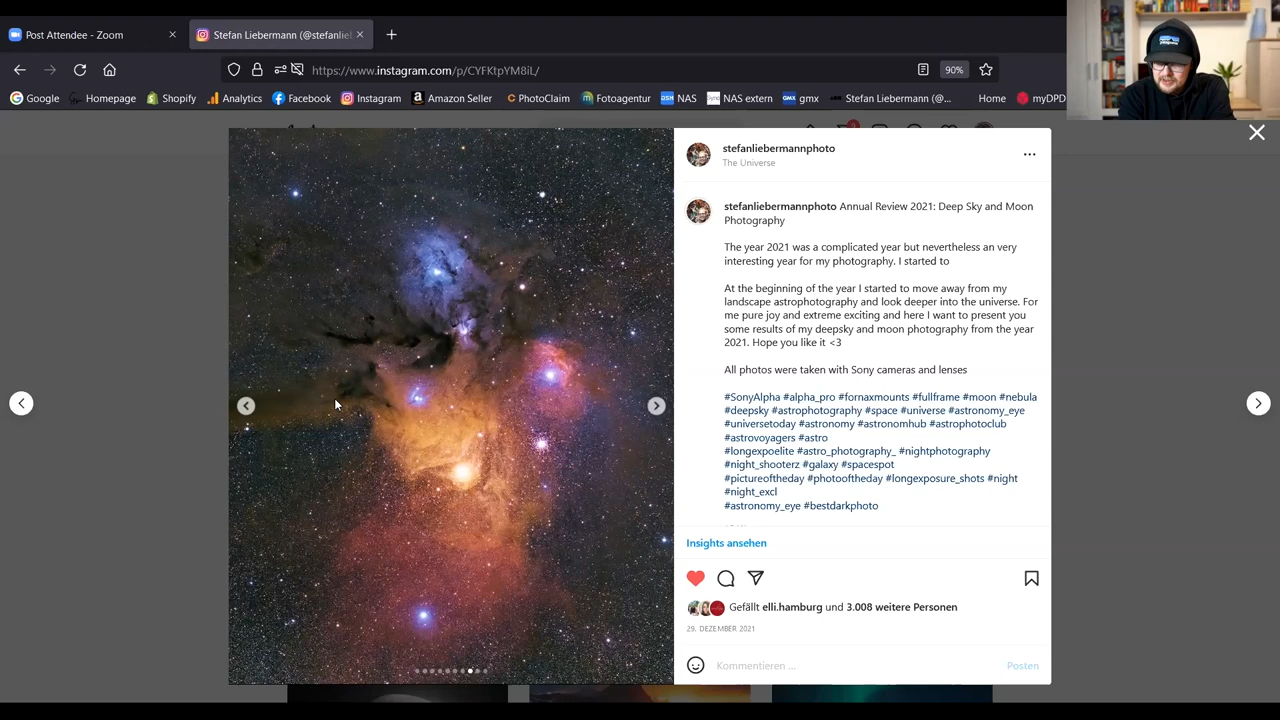 Post Attendee - Zoom
Stefan Liebermann (@stefanlie
https://www.instagram.com/p/CYFKtpYM8iL/
90%
Google
Homepage
Shopify
Analytics
Facebook
Instagram
Amazon Seller
PhotoClaim
Fotoagentur
NAS
NAS extern
GMX gmx
Stefan Liebermann (@...
Home
myDPD
stefanliebermannphoto
The Universe
stefanliebermannphoto Annual Review 2021: Deep Sky and Moon
Photography
The year 2021 was a complicated year but nevertheless an very
interesting year for my photography. I started to
At the beginning of the year I started to move away from my
landscape astrophotography and look deeper into the universe. For
me pure joy and extreme exciting and here I want to present you
some results of my deepsky and moon photography from the year
2021. Hope you like it <3
All photos were taken with Sony cameras and lenses
#SonyAlpha #alpha_pro #fornaxmounts #fullframe #moon #nebula
#deepsky #astrophotography #space #universe #astronomy_eye
#universetoday #astronomy #astronomhub #astrophotoclub
#astrovoyagers #astro
#longexpoelite #astro_photography_ #nightphotography
#night_shooterz #galaxy #spacespot
#pictureoftheday #photooftheday #longexposure_shots #night
#night_excl
#astronomy_eye #bestdarkphoto
Insights ansehen
Gefällt elli.hamburg und 3.008 weitere Personen
29. DEZEMBER 2021
Kommentieren ...
Posten